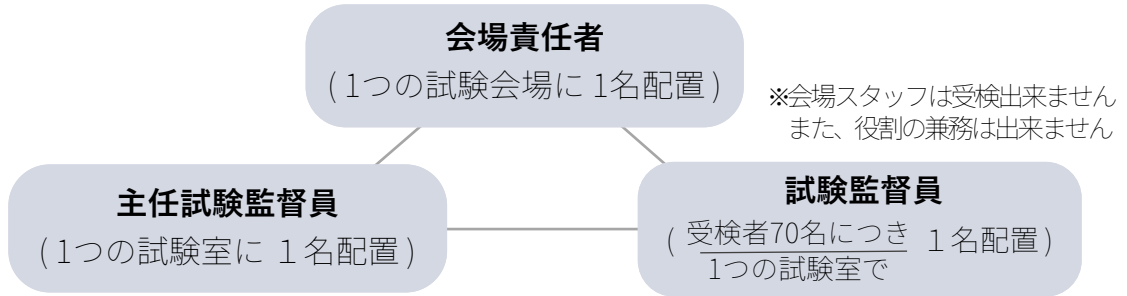 会場責任者
(1つの試験会場に 1名配置)
※会場スタッフは受検出来ません
また、役割の兼務は出来ません
主任試験監督員
(1つの試験室に 1名配置)
試験監督員
(受検者70名につき 1名配置)
1つの試験室で